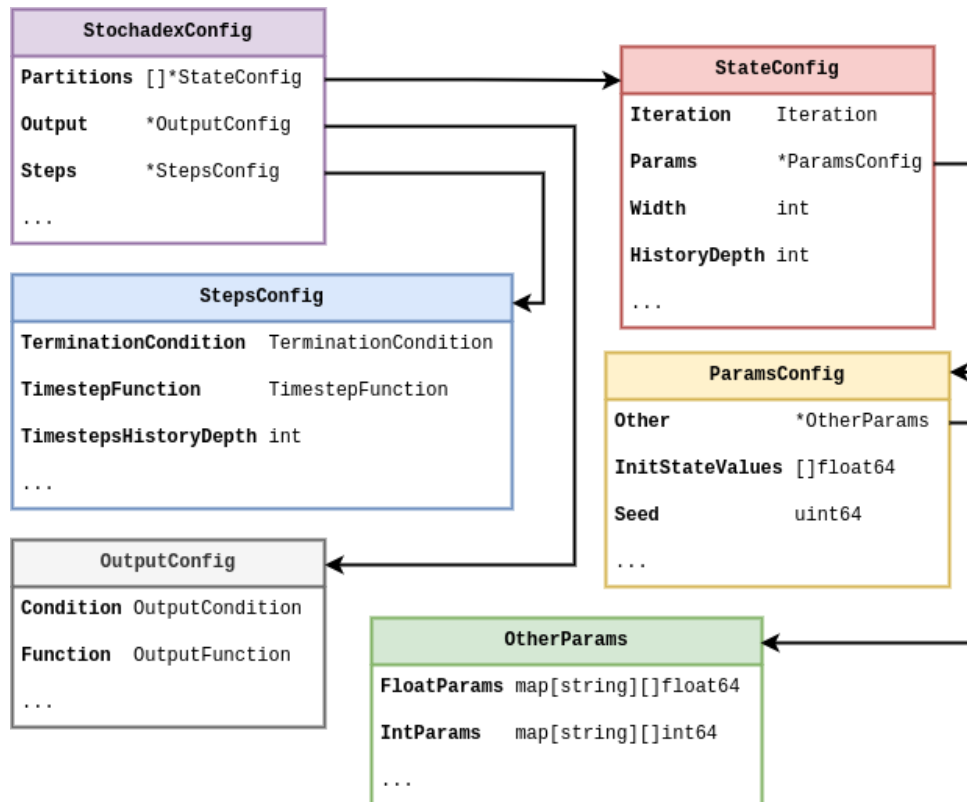 StochadexConfig
Partitions []*StateConfig
Output *OutputConfig
Steps *StepsConfig
...
StateConfig
Iteration Iteration
Params *ParamsConfig
Width int
HistoryDepth int
...
StepsConfig
TerminationCondition TerminationCondition
TimestepFunction TimestepFunction
TimestepsHistoryDepth int
...
ParamsConfig
Other *OtherParams
InitStateValues []float64
Seed uint64
...
OutputConfig
Condition OutputCondition
Function OutputFunction
...
OtherParams
FloatParams map[string][]float64
IntParams map[string][]int64
...